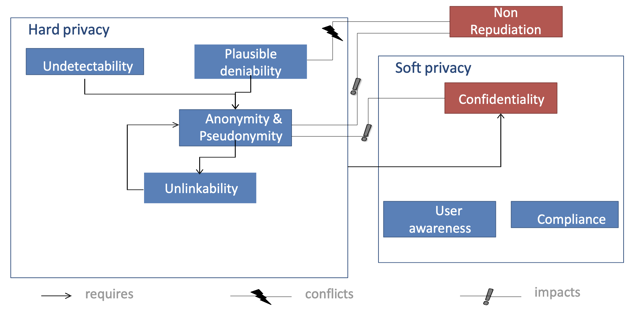 Hard privacy
Non
Repudiation
Undetectability
Plausible
deniability
Soft privacy
Confidentiality
Anonymity &
Pseudonymity
Unlinkability
User
awareness
Compliance
requires
conflicts
impacts